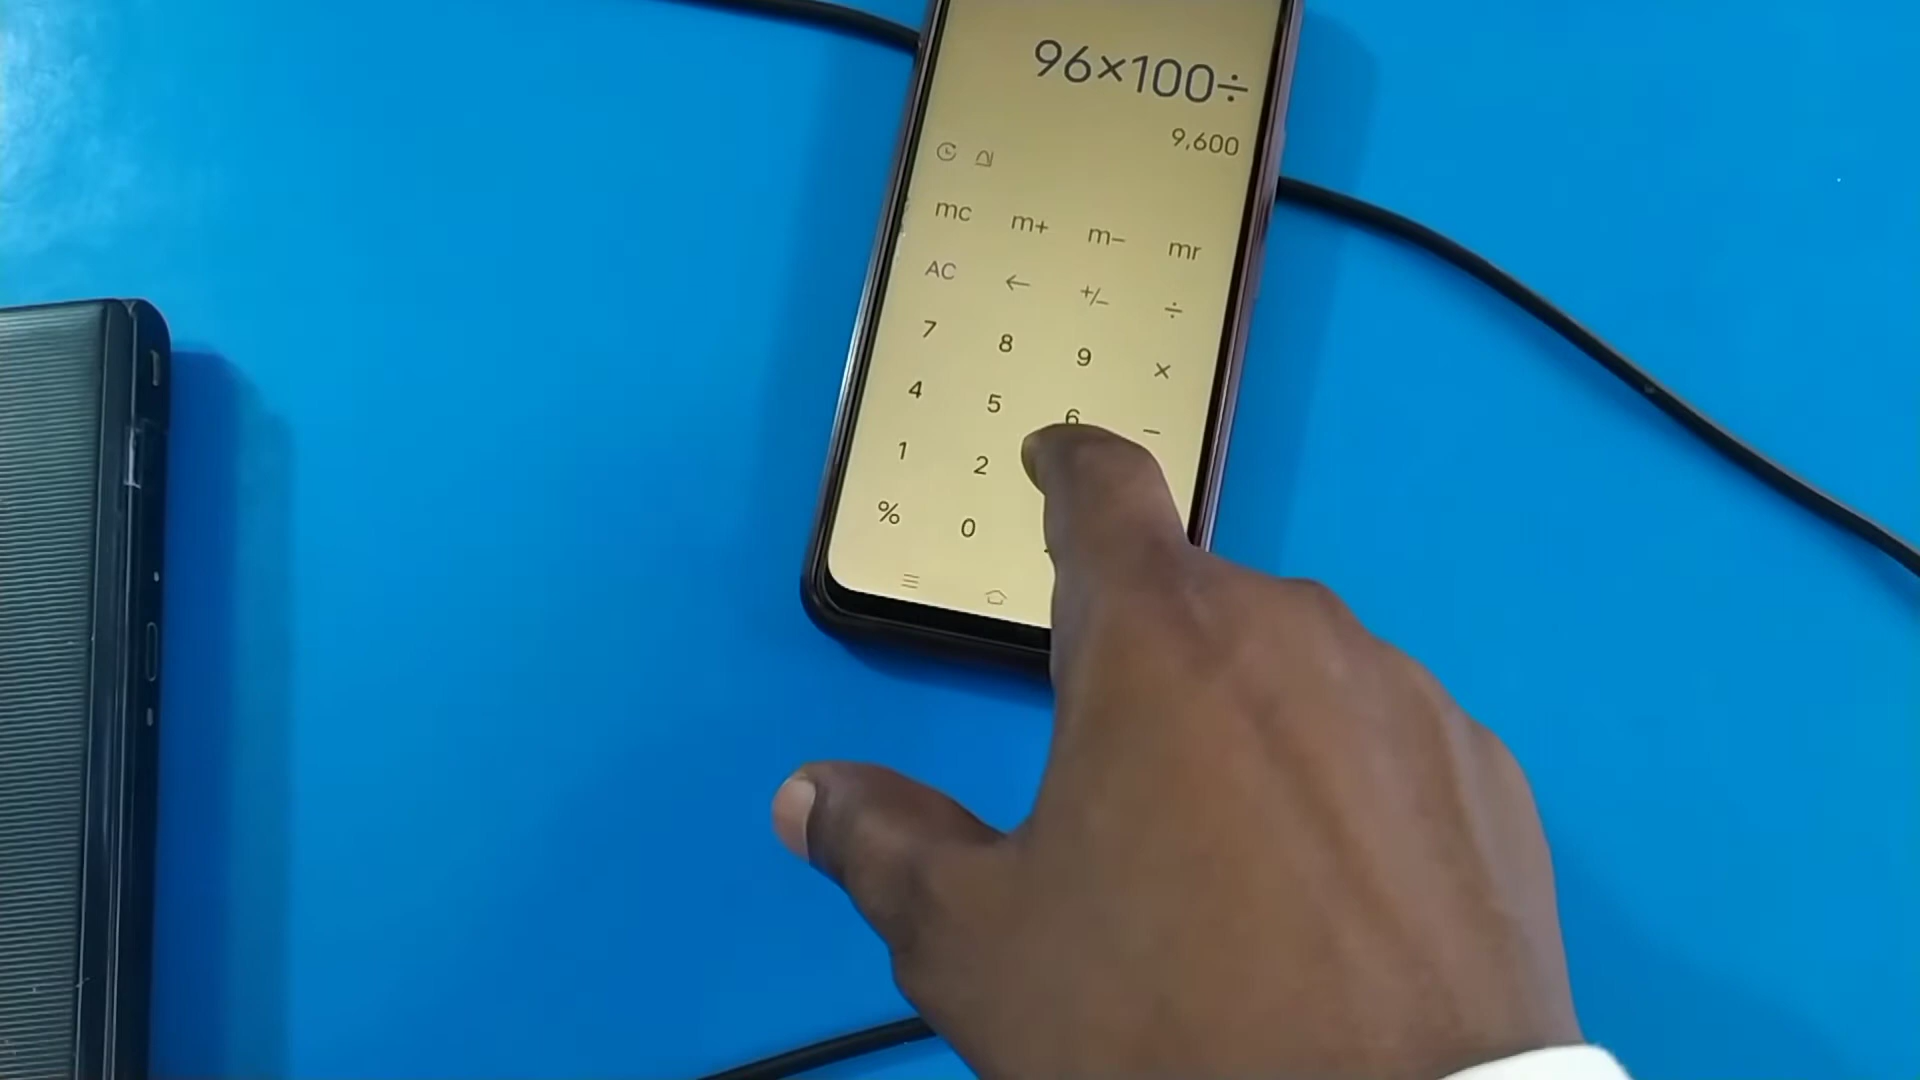 96×100÷
9,600
mc m+ m– mr
AC ← +/– ÷
7 8 9 ×
4 5 6 –
1 2
% 0